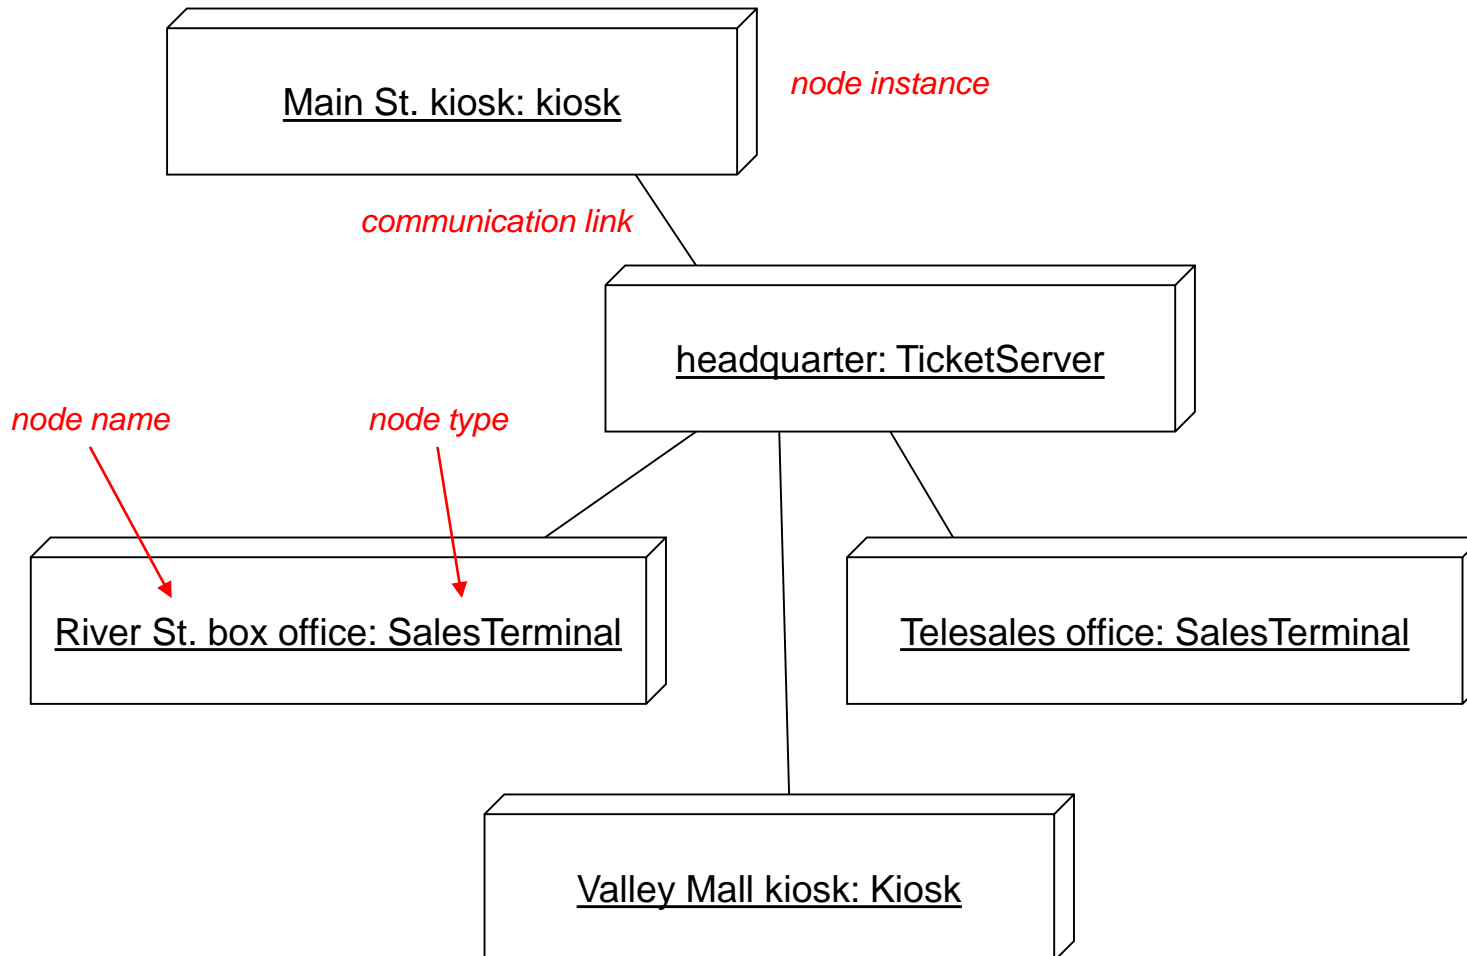 Main St. kiosk: kiosk
node instance
communication link
headquarter: TicketServer
node name
node type
River St. box office: SalesTerminal
Telesales office: SalesTerminal
Valley Mall kiosk: Kiosk